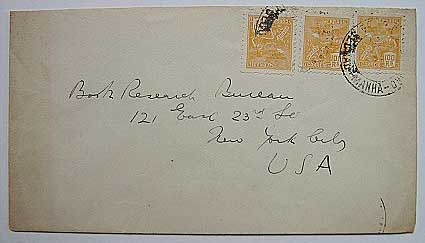 Book Research Bureau
121 East 23rd St
New York City
USA